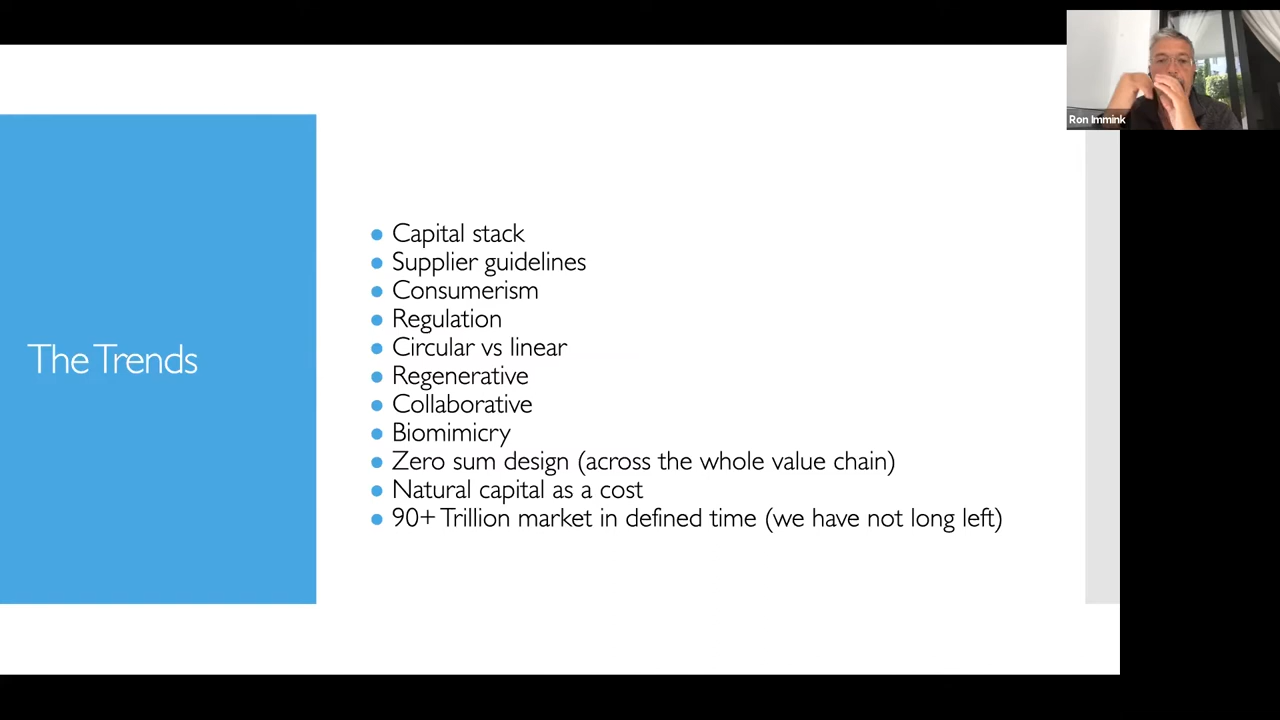 The Trends
Capital stack
Supplier guidelines
Consumerism
Regulation
Circular vs linear
Regenerative
Collaborative
Biomimicry
Zero sum design (across the whole value chain)
Natural capital as a cost
90+ Trillion market in defined time (we have not long left)
Ron Immink